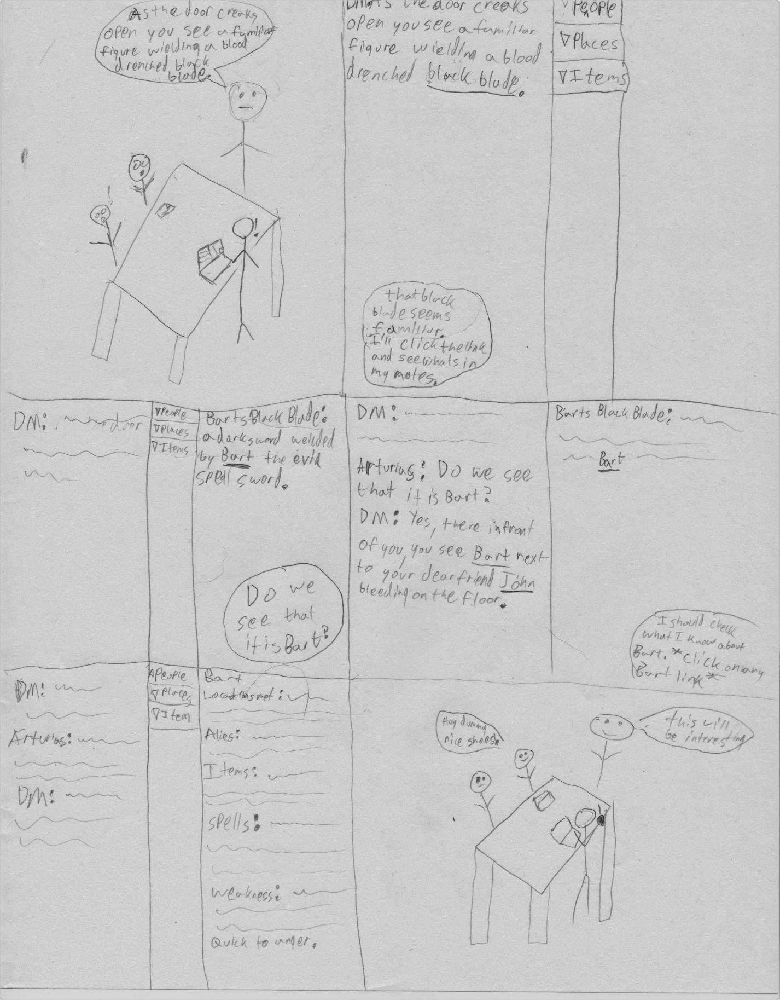 As the door creaks
open you see a familiar
figure wielding a blood
drenched black
blade.
!
!
!
DM: As the door creaks
open you see a familiar
figure wielding a blood
drenched black blade.
▽People
▽Places
▽Items
that black
blade seems
familiar.
I'll click the link
and see whats in
my notes.
DM: the door
▽People
▽Places
▽Items
Barts Black Blade:
a dark sword weilded
by Bart the evil
spell sword.
Do we
see that
it is Bart?
DM:
Arturias: Do we see
that it is Bart?
DM: Yes, there infront
of you, you see Bart next
to your dear friend John
bleeding on the floor.
Barts Black Blade:
Bart
I should check
what I know about
Bart. *click on any
Bart link*
DM:
Arturias:
DM:
△People
▽Places
▽Item
Bart
Locations met:
Alies:
Items:
spells:
weakness:
Quick to anger.
Hey dummy
nice shoes.
this will
be interesting
!